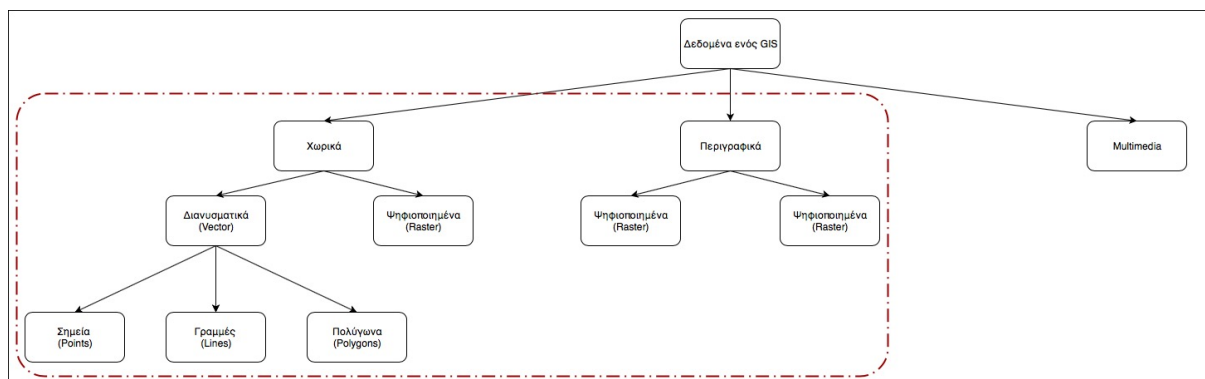 Δεδομένα ενός GIS
Χωρικά
Περιγραφικά
Multimedia
Διανυσματικά
(Vector)
Ψηφιοποιημένα
(Raster)
Ψηφιοποιημένα
(Raster)
Ψηφιοποιημένα
(Raster)
Σημεία
(Points)
Γραμμές
(Lines)
Πολύγωνα
(Polygons)